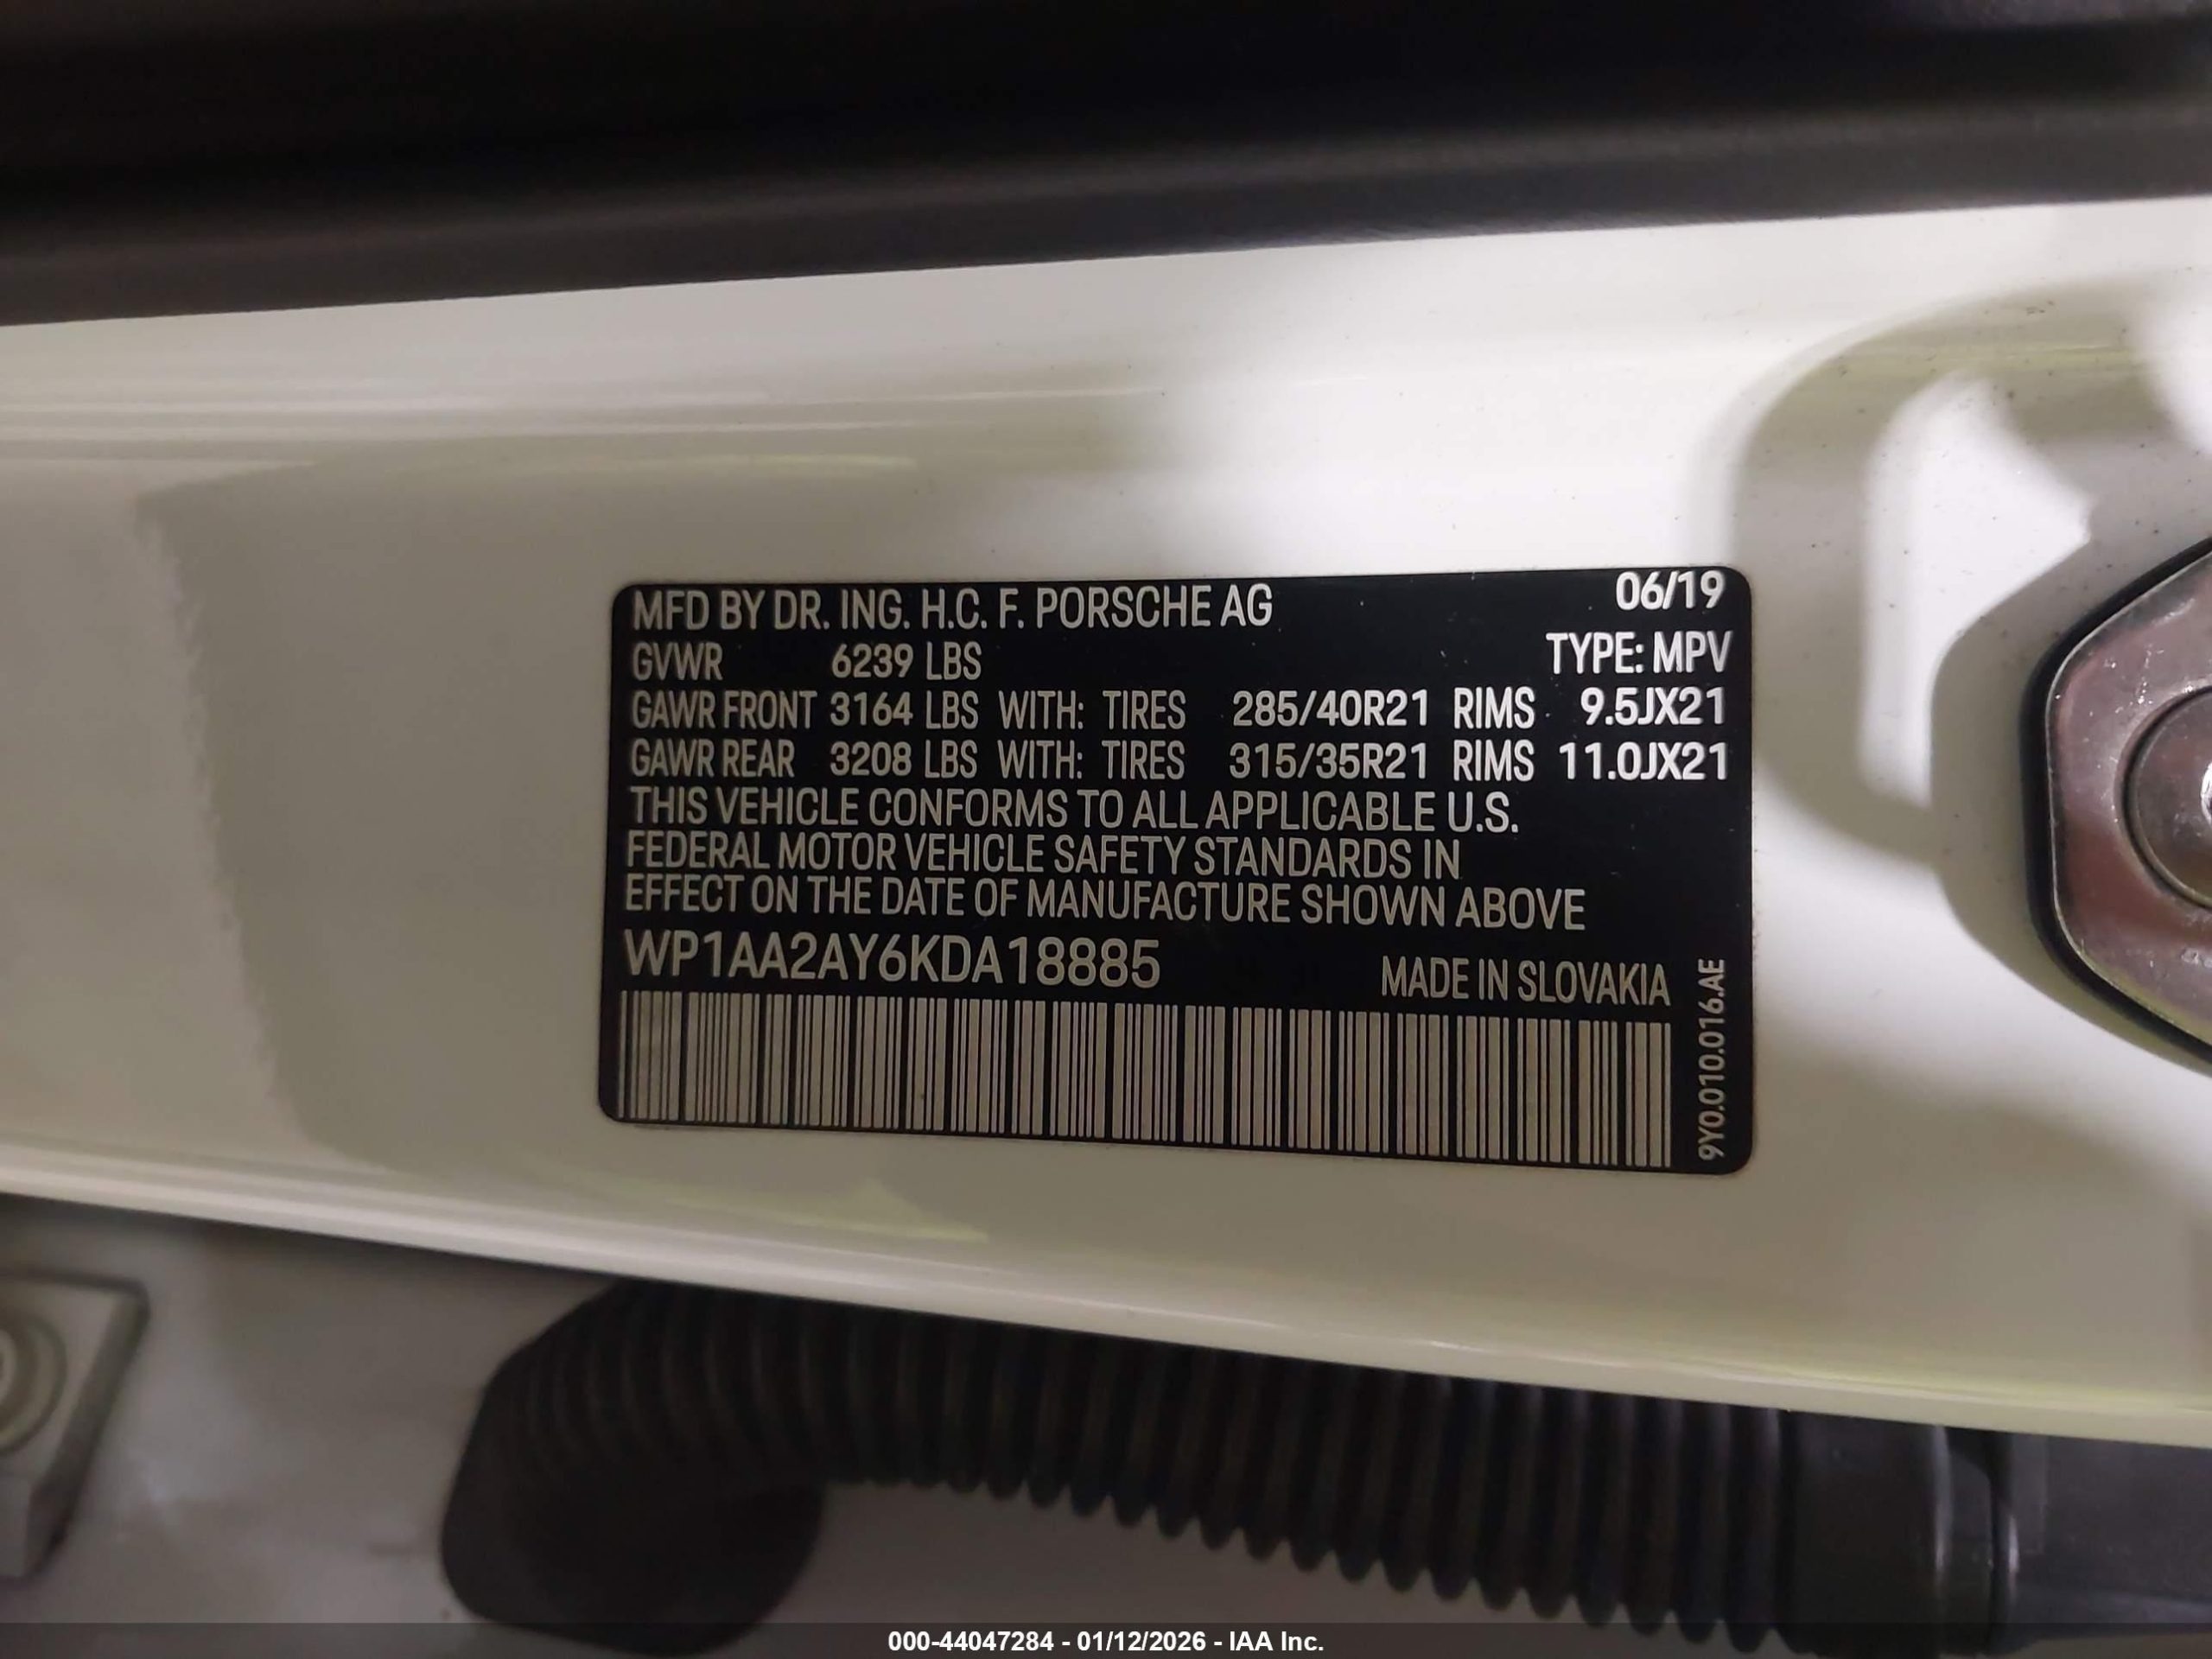 MFD BY DR. ING. H.C. F. PORSCHE AG 06/19
GVWR 6239 LBS TYPE: MPV
GAWR FRONT 3164 LBS WITH: TIRES 285/40R21 RIMS 9.5JX21
GAWR REAR 3208 LBS WITH: TIRES 315/35R21 RIMS 11.0JX21
THIS VEHICLE CONFORMS TO ALL APPLICABLE U.S.
FEDERAL MOTOR VEHICLE SAFETY STANDARDS IN
EFFECT ON THE DATE OF MANUFACTURE SHOWN ABOVE
WP1AA2AY6KDA18885 MADE IN SLOVAKIA
9Y0.010.016.AE
000-44047284 - 01/12/2026 - IAA Inc.